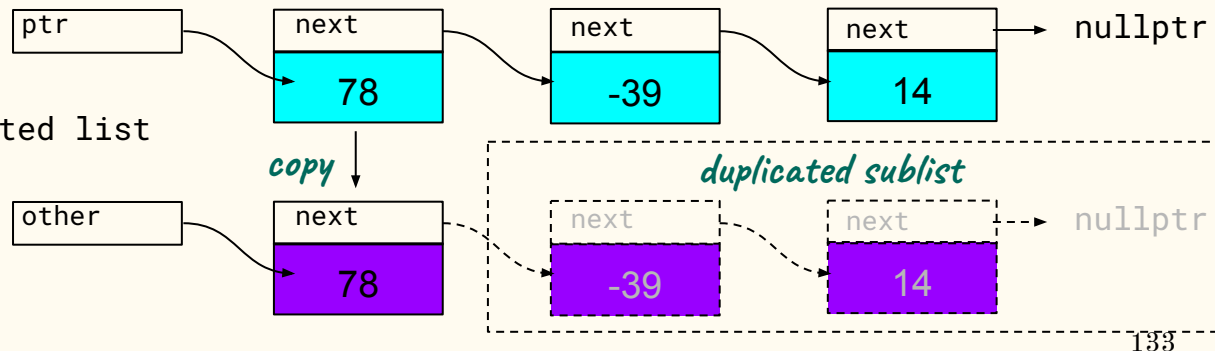 ptr next next next nullptr
78 -39 14
ted list
copy duplicated sublist
other next next next nullptr
78 -39 14
133